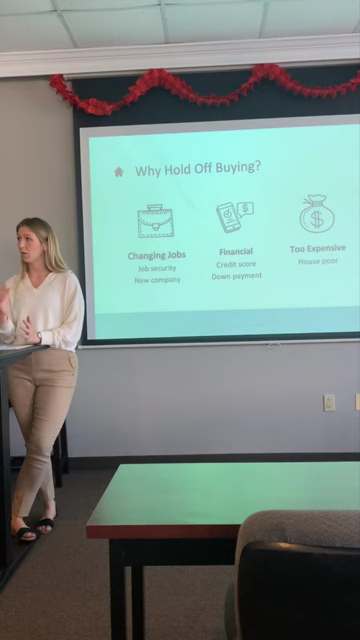 Why Hold Off Buying?
Changing Jobs
Job security
New company
Financial
Credit score
Down payment
Too Expensive
House poor
$
$